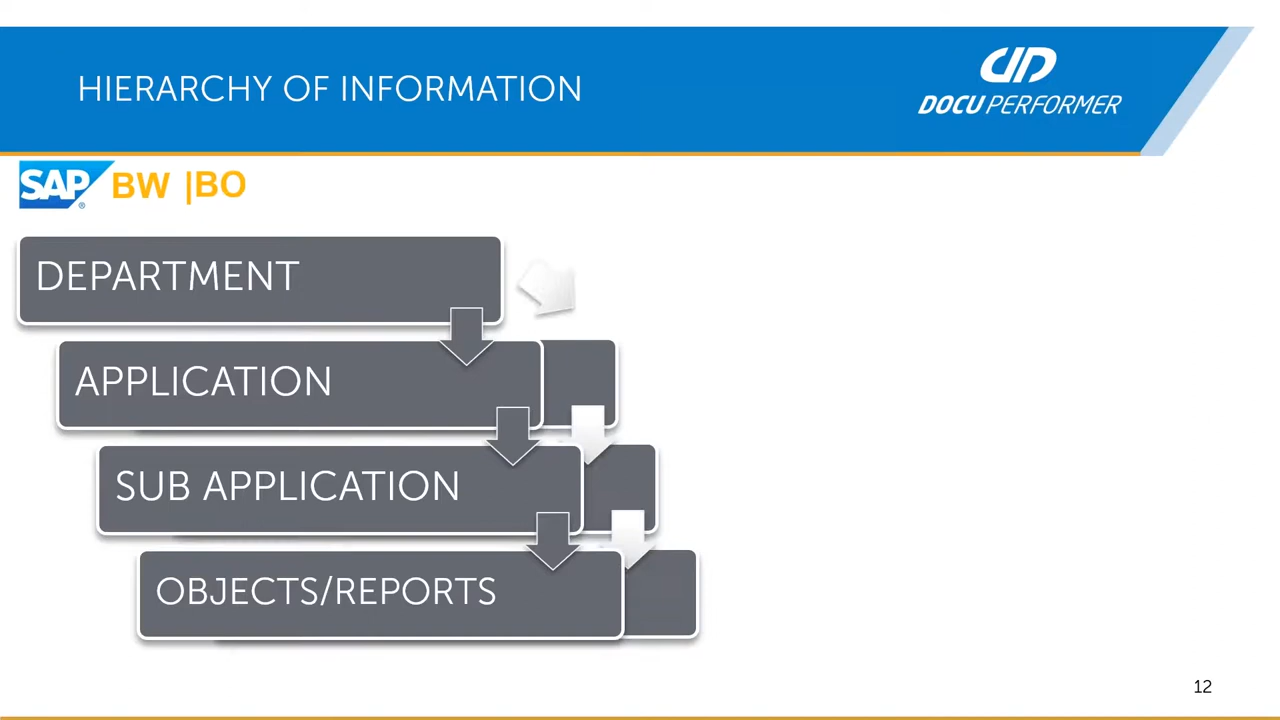 HIERARCHY OF INFORMATION
DOCU PERFORMER
SAP® BW |BO
DEPARTMENT
APPLICATION
SUB APPLICATION
OBJECTS/REPORTS
12